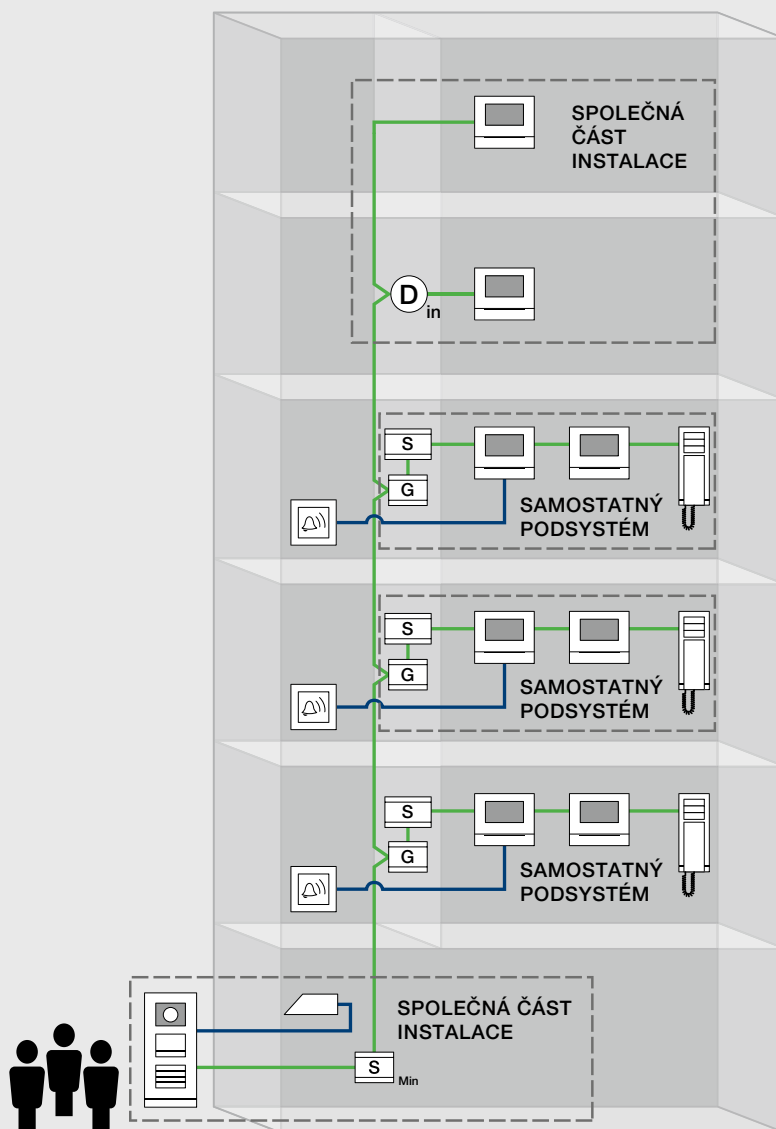 SPOLEČNÁ
ČÁST
INSTALACE
D
in
S
G
SAMOSTATNÝ
PODSYSTÉM
S
G
SAMOSTATNÝ
PODSYSTÉM
S
G
SAMOSTATNÝ
PODSYSTÉM
SPOLEČNÁ ČÁST
INSTALACE
S
Min